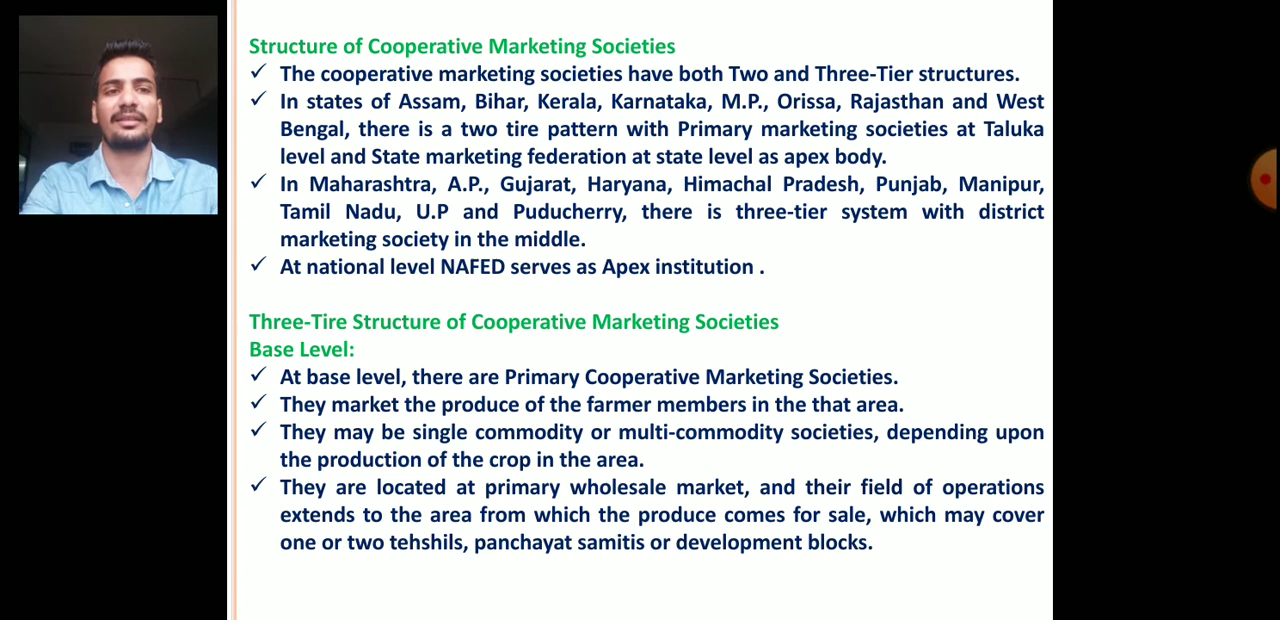 Structure of Cooperative Marketing Societies
✓ The cooperative marketing societies have both Two and Three-Tier structures.
✓ In states of Assam, Bihar, Kerala, Karnataka, M.P., Orissa, Rajasthan and West
Bengal, there is a two tire pattern with Primary marketing societies at Taluka
level and State marketing federation at state level as apex body.
✓ In Maharashtra, A.P., Gujarat, Haryana, Himachal Pradesh, Punjab, Manipur,
Tamil Nadu, U.P and Puducherry, there is three-tier system with district
marketing society in the middle.
✓ At national level NAFED serves as Apex institution .
Three-Tire Structure of Cooperative Marketing Societies
Base Level:
✓ At base level, there are Primary Cooperative Marketing Societies.
✓ They market the produce of the farmer members in the that area.
✓ They may be single commodity or multi-commodity societies, depending upon
the production of the crop in the area.
✓ They are located at primary wholesale market, and their field of operations
extends to the area from which the produce comes for sale, which may cover
one or two tehshils, panchayat samitis or development blocks.